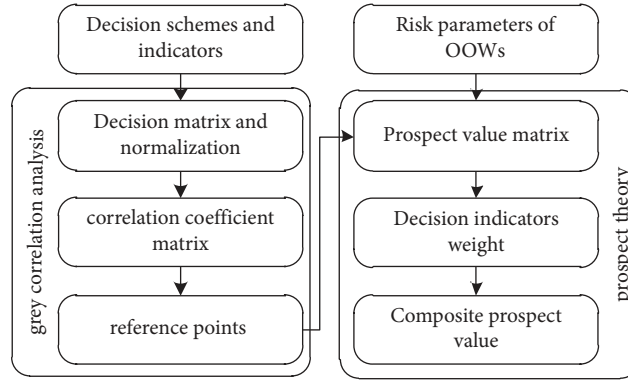 Decision schemes and
indicators
grey correlation analysis
Decision matrix and
normalization
correlation coefficient
matrix
reference points
Risk parameters of
OOWs
Prospect value matrix
Decision indicators
weight
Composite prospect
value
prospect theory